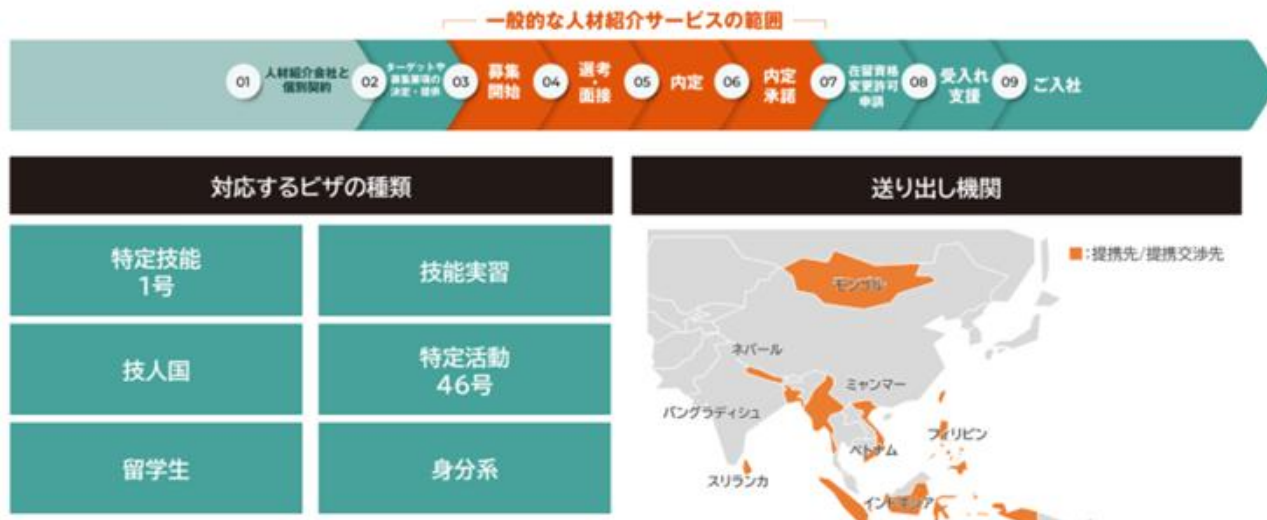 一般的な人材紹介サービスの範囲
01
人材紹介会社と
個別契約
02
ターゲットや
募集要項の
決定・提供
03
募集
開始
04
選考
・
面接
05
内定
06
内定
承諾
07
在留資格
変更許可
申請
08
受入れ
支援
09
ご入社
対応するビザの種類
特定技能
1号
技能実習
技人国
特定活動
46号
留学生
身分系
送り出し機関
■:提携先/提携交渉先
モンゴル
ネパール
ミャンマー
バングラディシュ
フィリピン
ベトナム
スリランカ
インドネシア